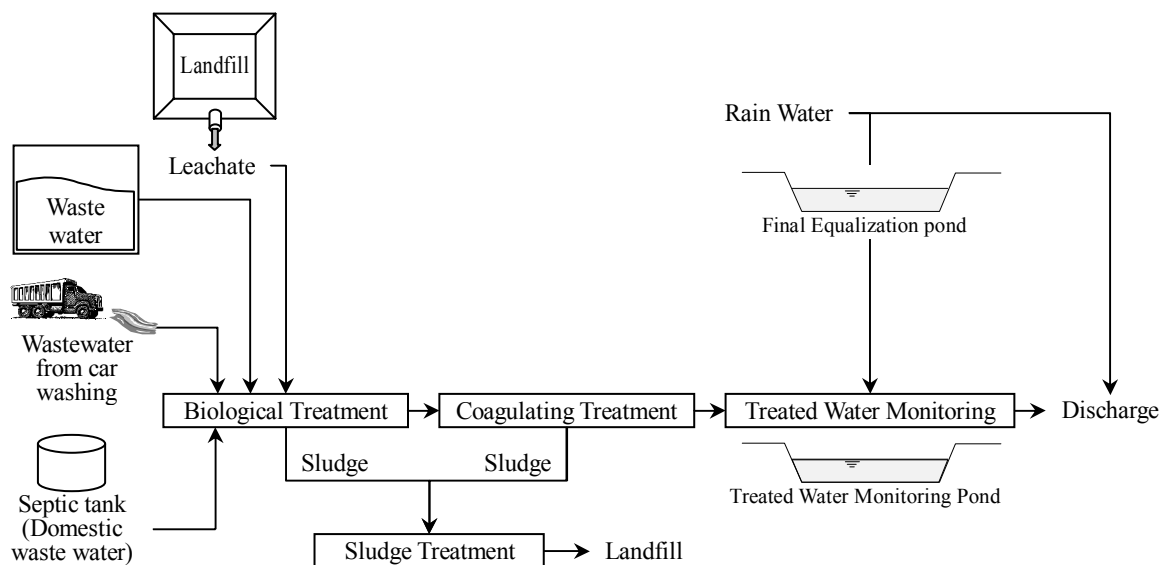 Landfill
Leachate
Rain Water
Waste
water
Final Equalization pond
Wastewater
from car
washing
Biological Treatment
Coagulating Treatment
Treated Water Monitoring
Discharge
Sludge
Sludge
Septic tank
(Domestic
waste water)
Treated Water Monitoring Pond
Sludge Treatment
Landfill